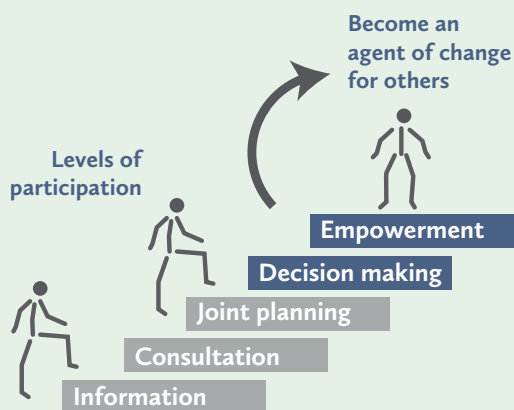 Become an
agent of change
for others
Levels of
participation
Empowerment
Decision making
Joint planning
Consultation
Information